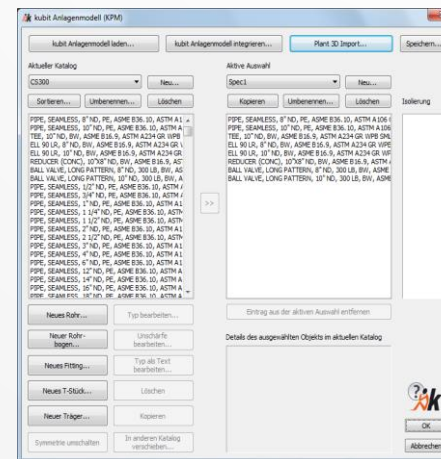 kubit Anlagenmodell (KPM)
kubit Anlagenmodell laden...
kubit Anlagenmodell integrieren...
Plant 3D Import...
Speichern...
Aktueller Katalog
Aktive Auswahl
CS300
Neu...
Spec1
Neu...
Sortieren...
Umbenennen...
Löschen
Kopieren
Umbenennen...
Löschen
Isolierung
PIPE, SEAMLESS, 8" ND, PE, ASME B36.10, ASTM A1
PIPE, SEAMLESS, 10" ND, PE, ASME B36.10, ASTM A
TEE, 10" ND, BW, ASME B16.9, ASTM A234 GR WPB
ELL 90 LR, 8" ND, BW, ASME B16.9, ASTM A234 GR
ELL 90 LR, 10" ND, BW, ASME B16.9, ASTM A234 GR
REDUCER (CONC), 10"X8" ND, BW, ASME B16.9, AST
BALL VALVE, LONG PATTERN, 8" ND, 300 LB, BW, AS
BALL VALVE, LONG PATTERN, 10" ND, 300 LB, BW, A
PIPE, SEAMLESS, 1/2" ND, PE, ASME B36.10, ASTM
PIPE, SEAMLESS, 3/4" ND, PE, ASME B36.10, ASTM
PIPE, SEAMLESS, 1" ND, PE, ASME B36.10, ASTM A1
PIPE, SEAMLESS, 1 1/4" ND, PE, ASME B36.10, ASTM
PIPE, SEAMLESS, 1 1/2" ND, PE, ASME B36.10, ASTM
PIPE, SEAMLESS, 2" ND, PE, ASME B36.10, ASTM A1
PIPE, SEAMLESS, 2 1/2" ND, PE, ASME B36.10, ASTM
PIPE, SEAMLESS, 3" ND, PE, ASME B36.10, ASTM A1
PIPE, SEAMLESS, 4" ND, PE, ASME B36.10, ASTM A1
PIPE, SEAMLESS, 6" ND, PE, ASME B36.10, ASTM A1
PIPE, SEAMLESS, 12" ND, PE, ASME B36.10, ASTM A
PIPE, SEAMLESS, 14" ND, PE, ASME B36.10, ASTM A
PIPE, SEAMLESS, 16" ND, PE, ASME B36.10, ASTM A
PIPE, SEAMLESS, 18" ND, PE, ASME B36.10, ASTM A
>>
PIPE, SEAMLESS, 8" ND, PE, ASME B36.10, ASTM A106
PIPE, SEAMLESS, 10" ND, PE, ASME B36.10, ASTM A106
TEE, 10" ND, BW, ASME B16.9, ASTM A234 GR WPB SML
ELL 90 LR, 8" ND, BW, ASME B16.9, ASTM A234 GR WPB
ELL 90 LR, 10" ND, BW, ASME B16.9, ASTM A234 GR WP
REDUCER (CONC), 10"X8" ND, BW, ASME B16.9, ASTM
BALL VALVE, LONG PATTERN, 8" ND, 300 LB, BW, ASME
BALL VALVE, LONG PATTERN, 10" ND, 300 LB, BW, ASME
Neues Rohr...
Typ bearbeiten...
Eintrag aus der aktiven Auswahl entfernen
Neuer Rohr-
bogen...
Unschärfe
bearbeiten...
Details des ausgewählten Objekts im aktuellen Katalog
Neues Fitting...
Typ als Text
bearbeiten...
Neues T-Stück...
Löschen
Neuer Träger...
Kopieren
Symmetrie umschalten
In anderen Katalog
verschieben...
OK
Abbrechen